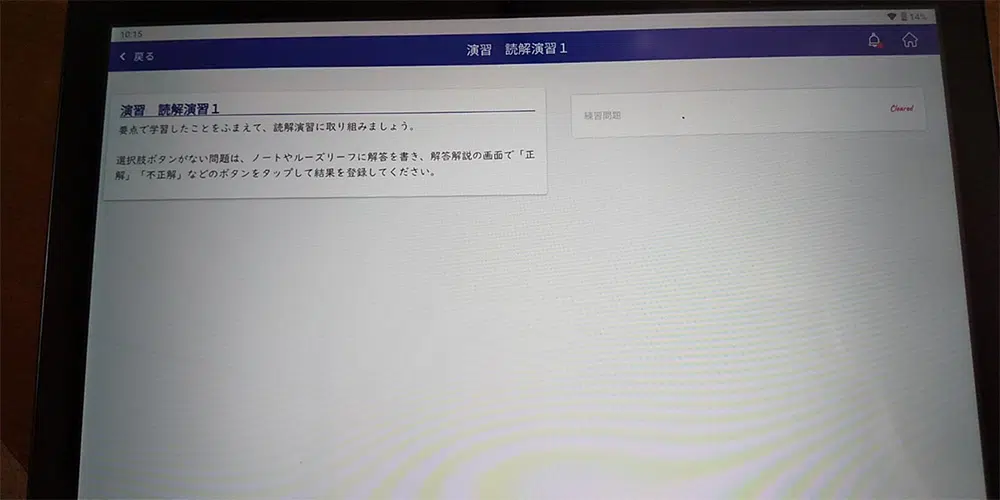 10:15
14%
戻る
演習　読解演習１
演習　読解演習１
要点で学習したことをふまえて、読解演習に取り組みましょう。
選択肢ボタンがない問題は、ノートやルーズリーフに解答を書き、解答解説の画面で「正
解」「不正解」などのボタンをタップして結果を登録してください。
練習問題
Cleared